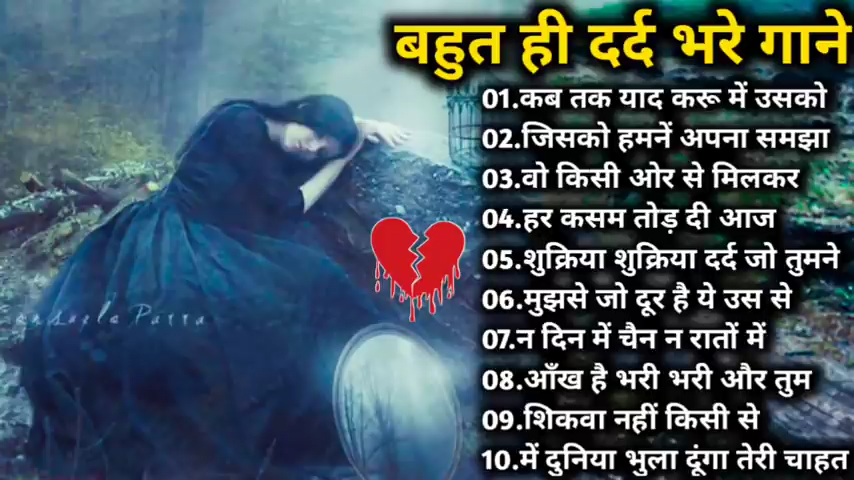 बहुत ही दर्द भरे गाने
01.कब तक याद करू में उसको
02.जिसको हमनें अपना समझा
03.वो किसी ओर से मिलकर
04.हर कसम तोड़ दी आज
05.शुक्रिया शुक्रिया दर्द जो तुमने
06.मुझसे जो दूर है ये उस से
07.न दिन में चैन न रातों में
08.आँख है भरी भरी और तुम
09.शिकवा नहीं किसी से
10.में दुनिया भुला दूंगा तेरी चाहत
Parra